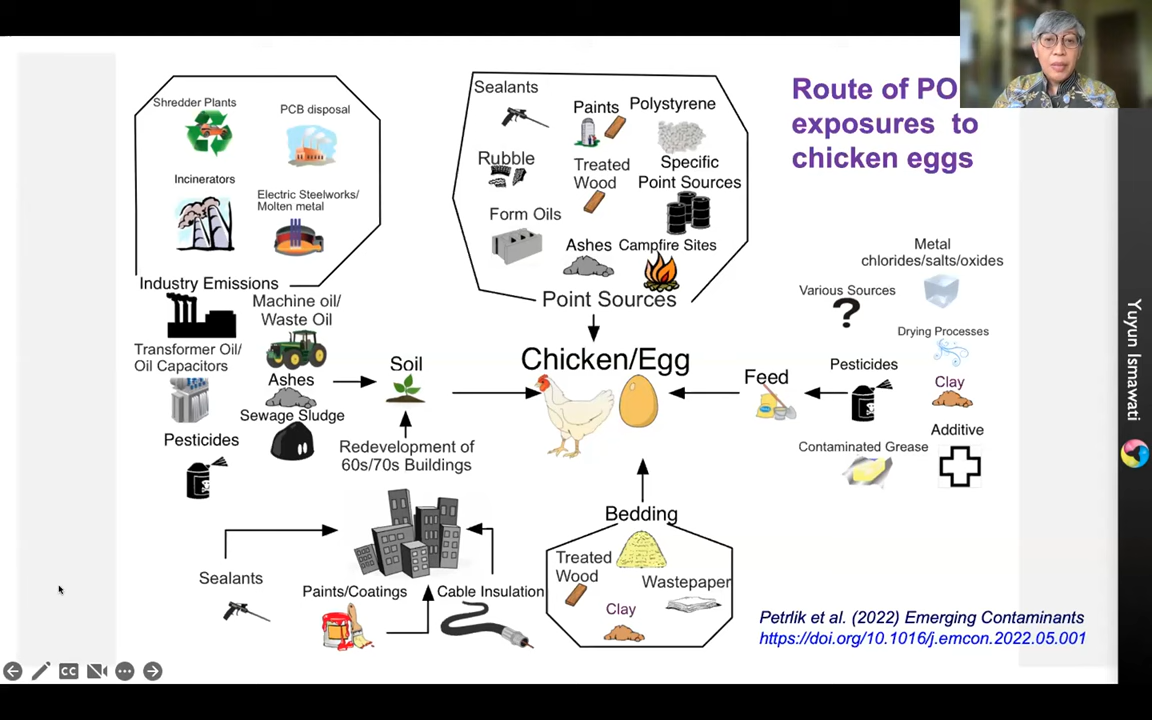 Route of PO
exposures to
chicken eggs
Shredder Plants
PCB disposal
Incinerators
Electric Steelworks/
Molten metal
Industry Emissions
Machine oil/
Waste Oil
Transformer Oil/
Oil Capacitors
Ashes
Sewage Sludge
Pesticides
Soil
Redevelopment of
60s/70s Buildings
Sealants
Paints/Coatings
Cable Insulation
Sealants
Paints
Polystyrene
Rubble
Treated
Wood
Specific
Point Sources
Form Oils
Ashes
Campfire Sites
Point Sources
Chicken/Egg
Feed
Metal
chlorides/salts/oxides
Various Sources
Drying Processes
Pesticides
Clay
Additive
Contaminated Grease
Bedding
Treated
Wood
Wastepaper
Clay
Petrlik et al. (2022) Emerging Contaminants
https://doi.org/10.1016/j.emcon.2022.05.001
Yuyun Ismawati
CC